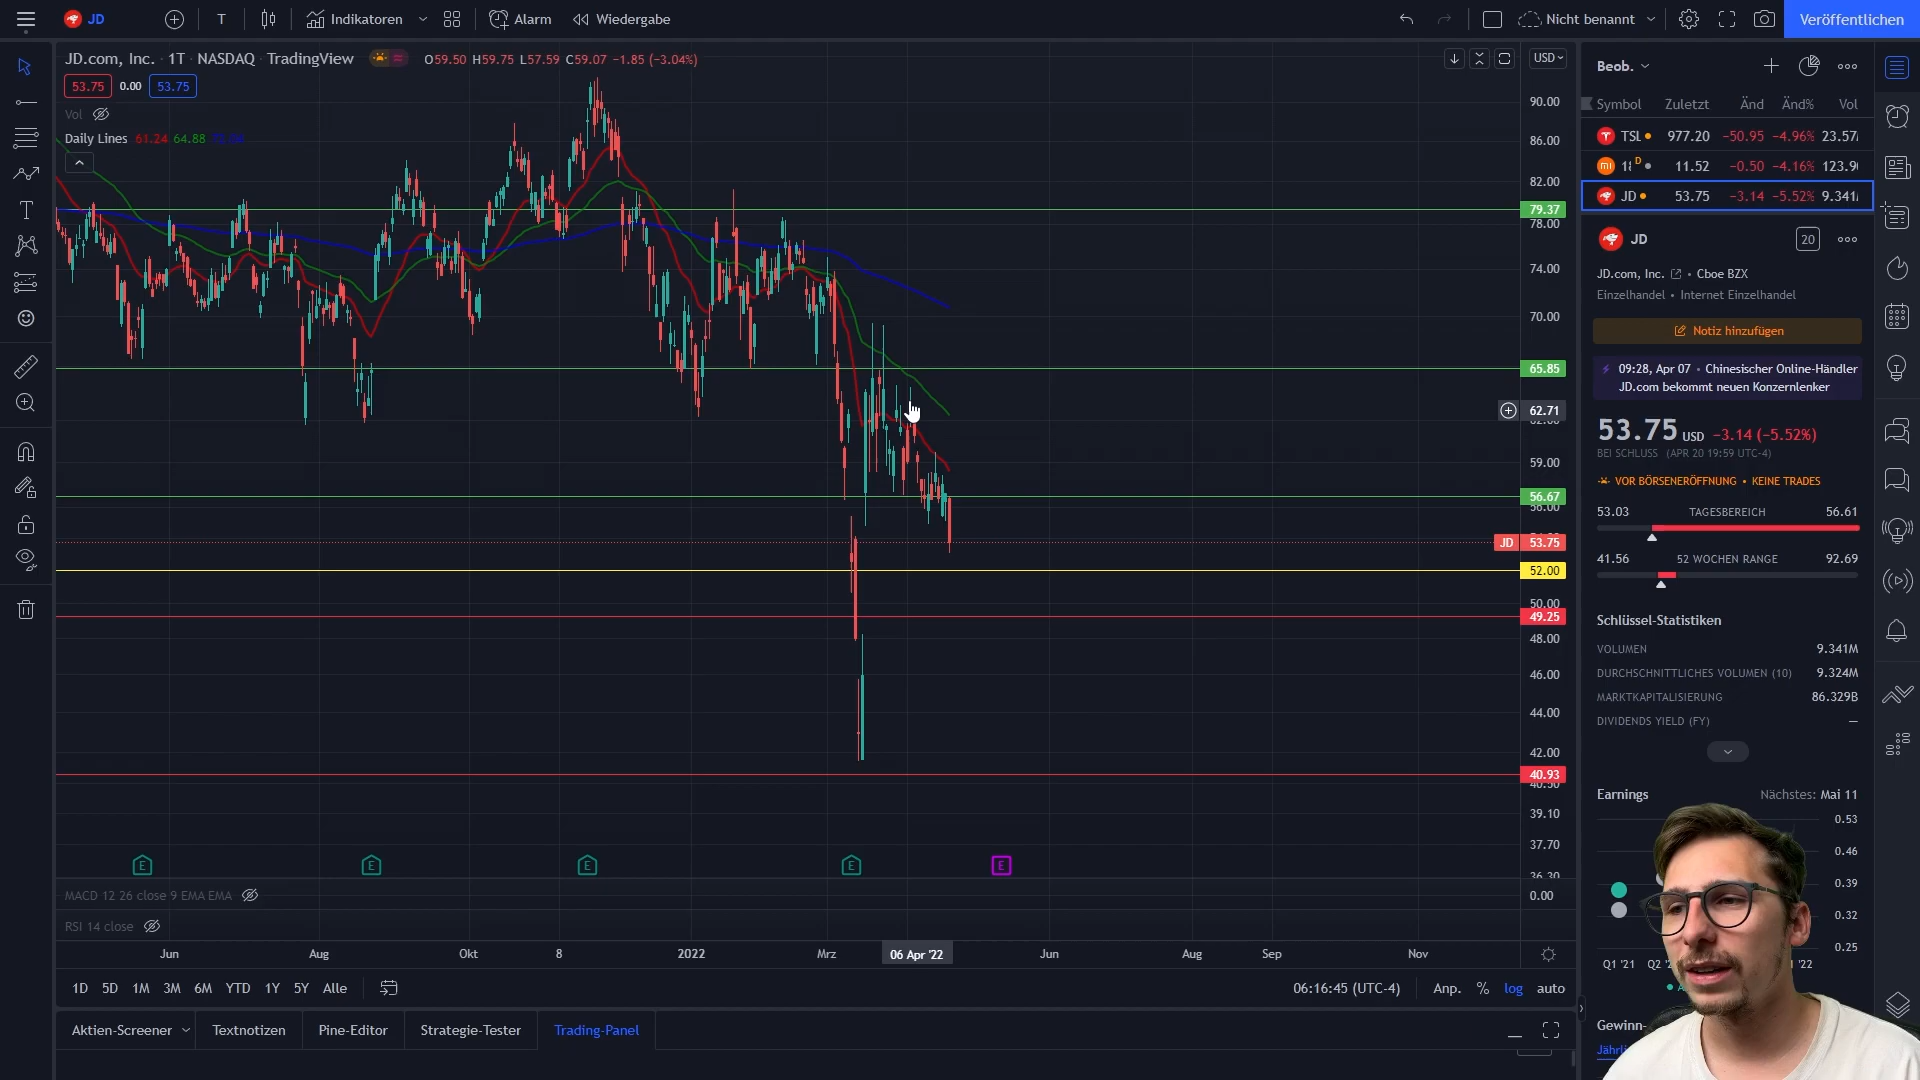 JD
T
Indikatoren
Alarm
Wiedergabe
Nicht benannt
Veröffentlichen
JD.com, Inc. · 1T · NASDAQ TradingView
O59.50 H59.75 L57.59 C59.07 −1.85 (−3.04%)
53.75 0.00 53.75
Vol
Daily Lines 61.24 64.88
USD
90.00
86.00
82.00
79.37
78.00
74.00
70.00
65.85
62.71
59.00
56.67
56.00
JD 53.75
52.00
50.00
49.25
48.00
46.00
44.00
42.00
40.93
39.10
37.70
36.30
E E E E E
MACD 12 26 close 9 EMA EMA
0.00
RSI 14 close
Jun Aug Okt 8 2022 Mrz 06 Apr '22 Jun Aug Sep Nov
1D 5D 1M 3M 6M YTD 1Y 5Y Alle
06:16:45 (UTC-4) Anp. % log auto
Aktien-Screener Textnotizen Pine-Editor Strategie-Tester Trading-Panel
Beob.
Symbol Zuletzt Änd Änd% Vol
TSL 977.20 −50.95 −4.96% 23.57
D 11.52 −0.50 −4.16% 123.9
JD 53.75 −3.14 −5.52% 9.341
JD
20
JD.com, Inc. • Cboe BZX
Einzelhandel • Internet Einzelhandel
Notiz hinzufügen
09:28, Apr 07 • Chinesischer Online-Händler
JD.com bekommt neuen Konzernlenker
53.75 USD −3.14 (−5.52%)
BEI SCHLUSS (APR 20 19:59 UTC-4)
VOR BÖRSENERÖFFNUNG • KEINE TRADES
53.03 TAGESBEREICH 56.61
41.56 52 WOCHEN RANGE 92.69
Schlüssel-Statistiken
VOLUMEN 9.341M
DURCHSCHNITTLICHES VOLUMEN (10) 9.324M
MARKTKAPITALISIERUNG 86.329B
DIVIDENDS YIELD (FY) —
Earnings Nächstes: Mai 11
0.53
0.46
0.39
0.32
0.25
Q1 '21 Q2 '22
Gewinn-